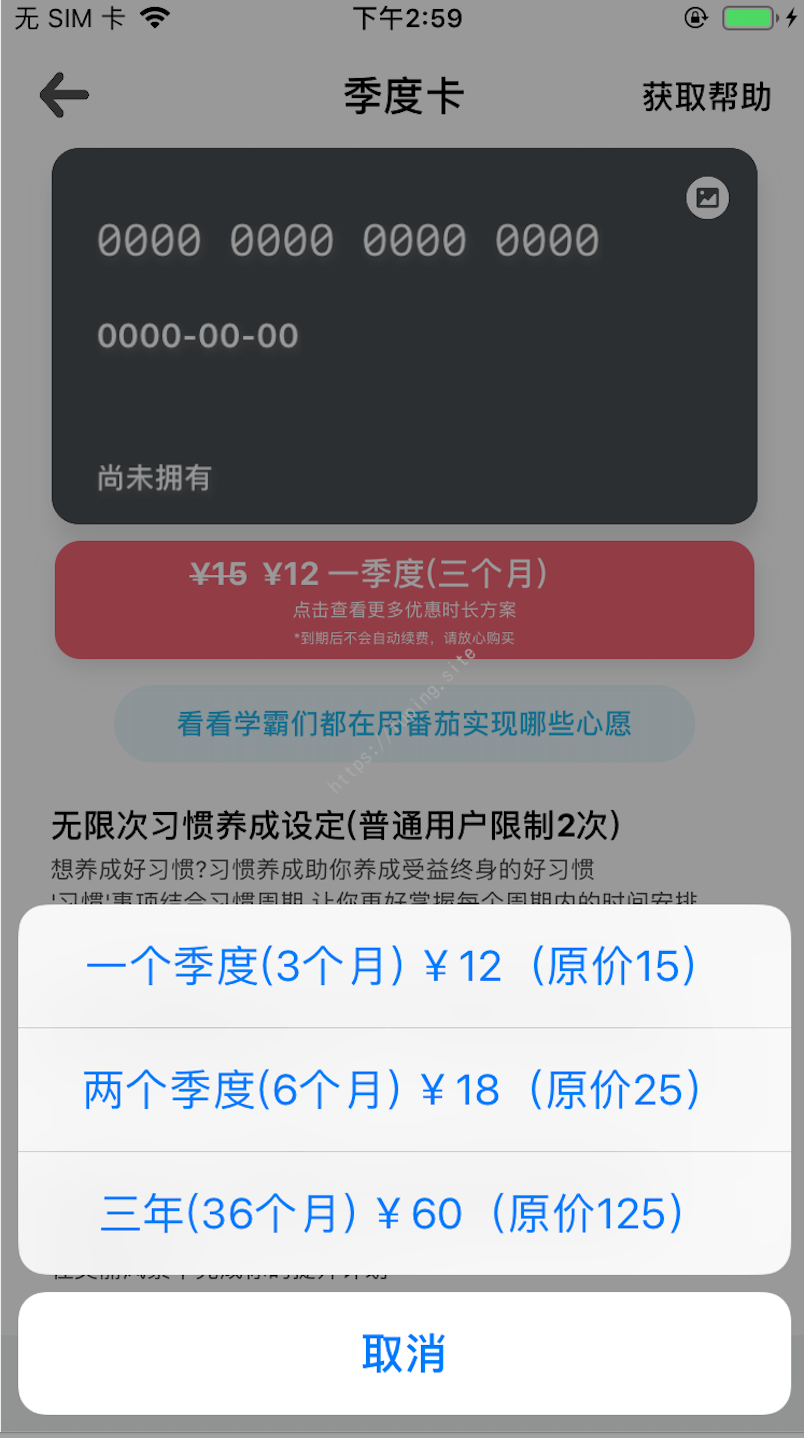 无 SIM 卡
下午2:59
季度卡
获取帮助
0000 0000 0000 0000
0000-00-00
尚未拥有
¥15 ¥12 一季度(三个月)
点击查看更多优惠时长方案
*到期后不会自动续费，请放心购买
看看学霸们都在用番茄实现哪些心愿
无限次习惯养成设定(普通用户限制2次)
想养成好习惯?习惯养成助你养成受益终身的好习惯
'习惯'事项结合习惯周期,让你更好掌握每个周期内的时间安排
一个季度(3个月) ¥ 12（原价15）
两个季度(6个月) ¥ 18（原价25）
三年(36个月) ¥ 60（原价125）
取消